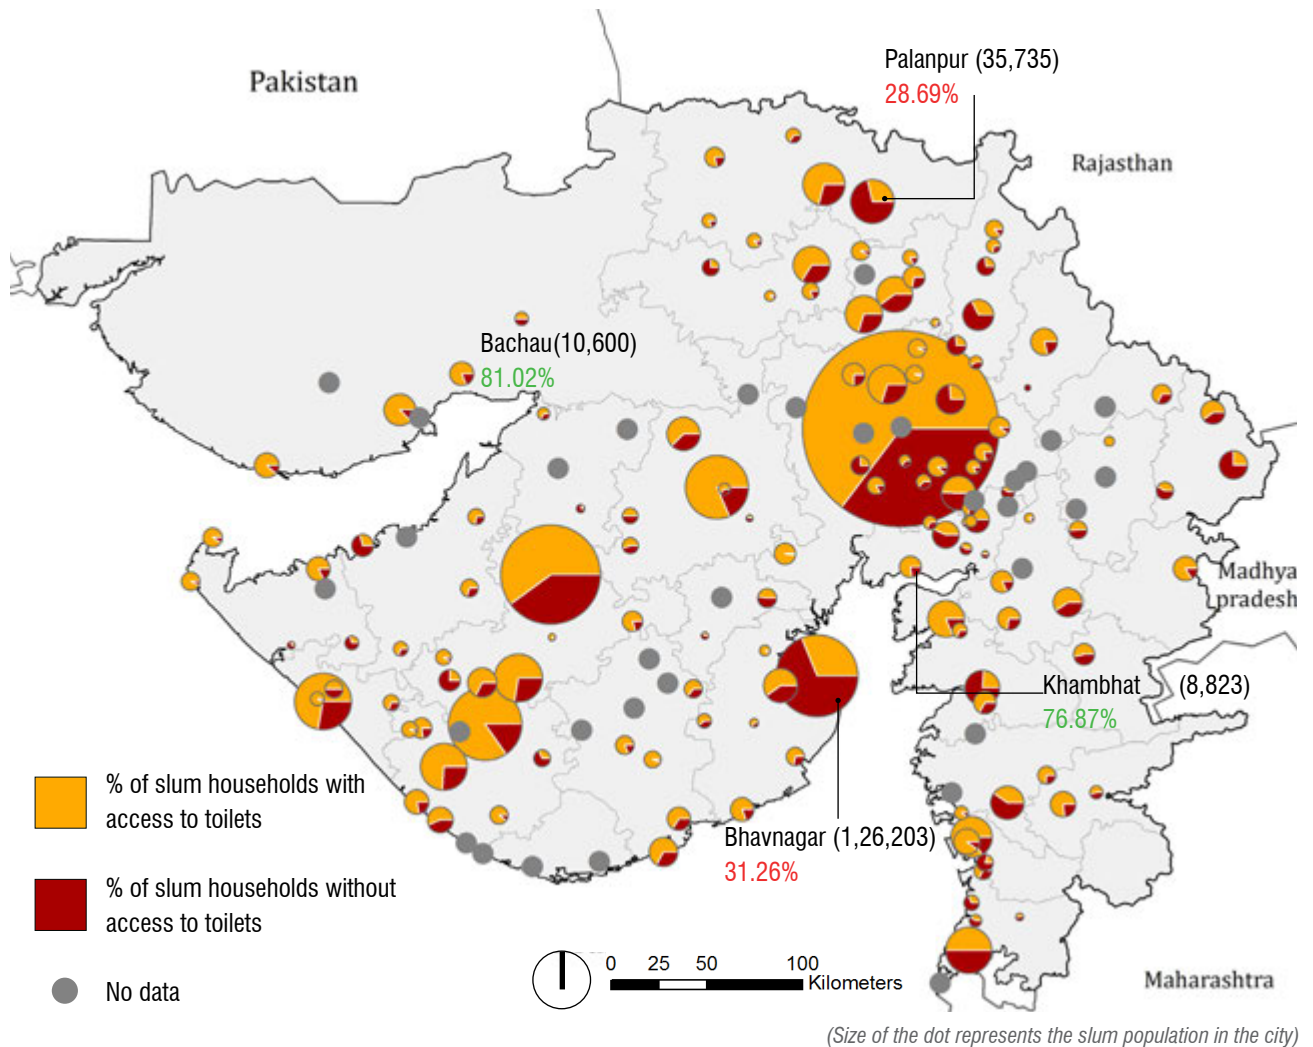 Pakistan
Palanpur (35,735)
28.69%
Rajasthan
Bachau(10,600)
81.02%
Madhya
pradesh
Khambhat (8,823)
76.87%
% of slum households with
access to toilets
Bhavnagar (1,26,203)
31.26%
% of slum households without
access to toilets
No data
0 25 50 100
Kilometers
Maharashtra
(Size of the dot represents the slum population in the city)